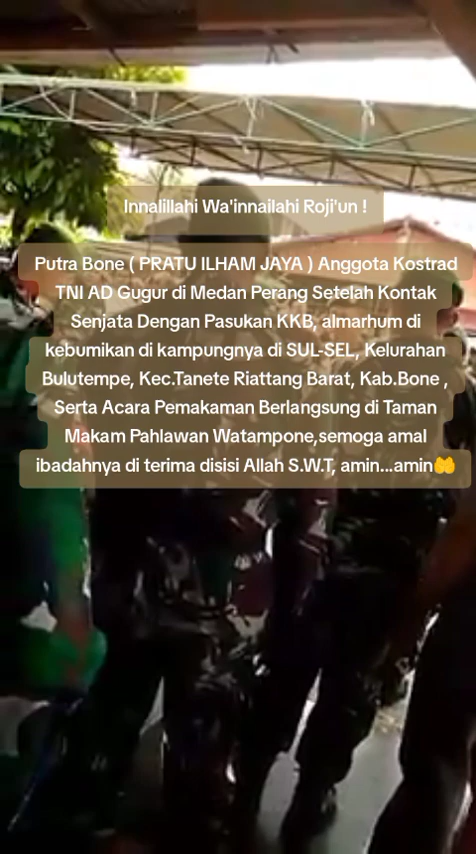 Innalillahi Wa'innailahi Roji'un !
Putra Bone ( PRATU ILHAM JAYA ) Anggota Kostrad
TNI AD Gugur di Medan Perang Setelah Kontak
Senjata Dengan Pasukan KKB, almarhum di
kebumikan di kampungnya di SUL-SEL, Kelurahan
Bulutempe, Kec.Tanete Riattang Barat, Kab.Bone ,
Serta Acara Pemakaman Berlangsung di Taman
Makam Pahlawan Watampone,semoga amal
ibadahnya di terima disisi Allah S.W.T, amin...amin🤲